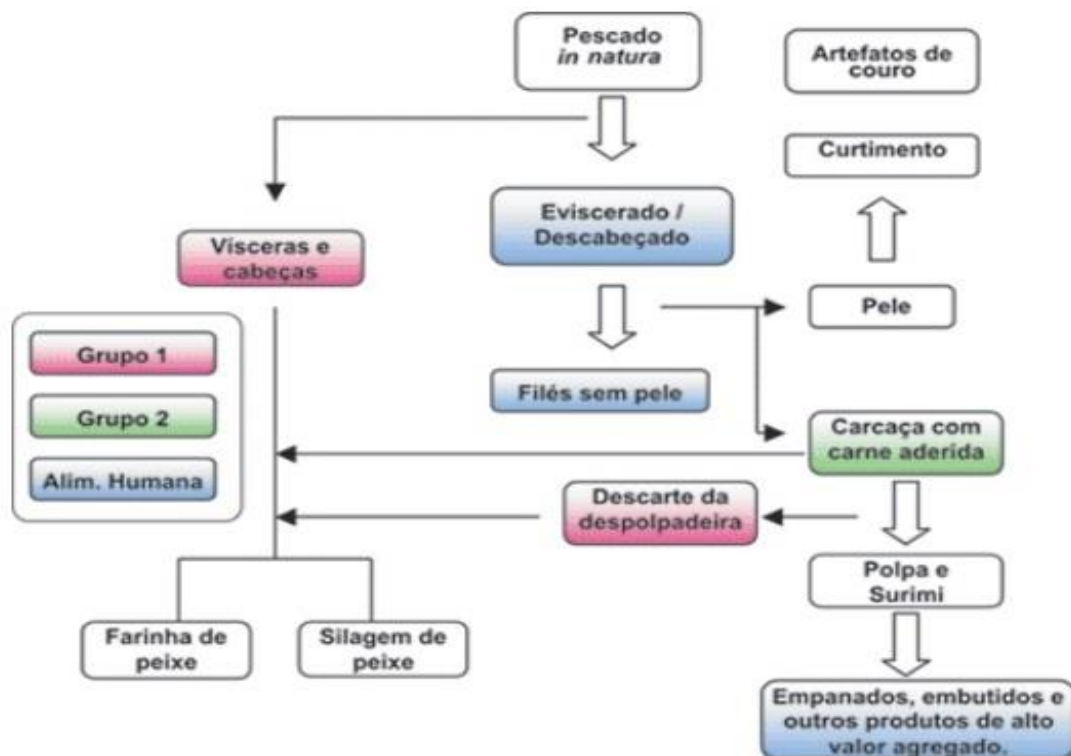 Pescado
in natura
Artefatos de
couro
Curtimento
Eviscerado /
Descabeçado
Vísceras e
cabeças
Pele
Grupo 1
Filés sem pele
Grupo 2
Carcaça com
carne aderida
Alim. Humana
Descarte da
despolpadeira
Polpa e
Surimi
Farinha de
peixe
Silagem de
peixe
Empanados, embutidos e
outros produtos de alto
valor agregado.